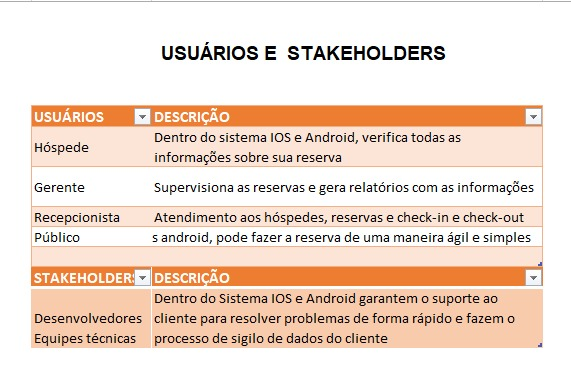 USUÁRIOS E STAKEHOLDERS
USUÁRIOS DESCRIÇÃO
Hóspede Dentro do sistema IOS e Android, verifica todas as
informações sobre sua reserva
Gerente Supervisiona as reservas e gera relatórios com as informações
Recepcionista Atendimento aos hóspedes, reservas e check-in e check-out
Público s android, pode fazer a reserva de uma maneira ágil e simples
STAKEHOLDERS DESCRIÇÃO
Dentro do Sistema IOS e Android garantem o suporte ao
Desenvolvedores cliente para resolver problemas de forma rápido e fazem o
Equipes técnicas processo de sigilo de dados do cliente